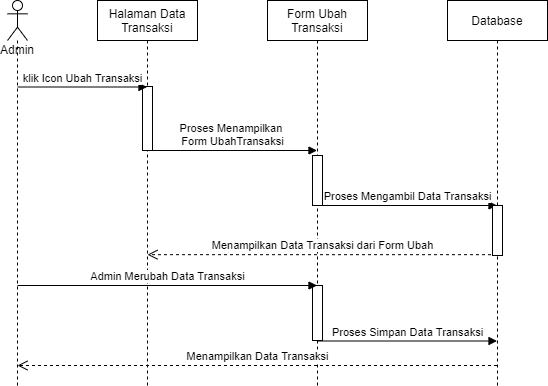 Halaman Data
Transaksi
Form Ubah
Transaksi
Database
Admin
klik Icon Ubah Transaksi
Proses Menampilkan
Form UbahTransaksi
Proses Mengambil Data Transaksi
Menampilkan Data Transaksi dari Form Ubah
Admin Merubah Data Transaksi
Proses Simpan Data Transaksi
Menampilkan Data Transaksi